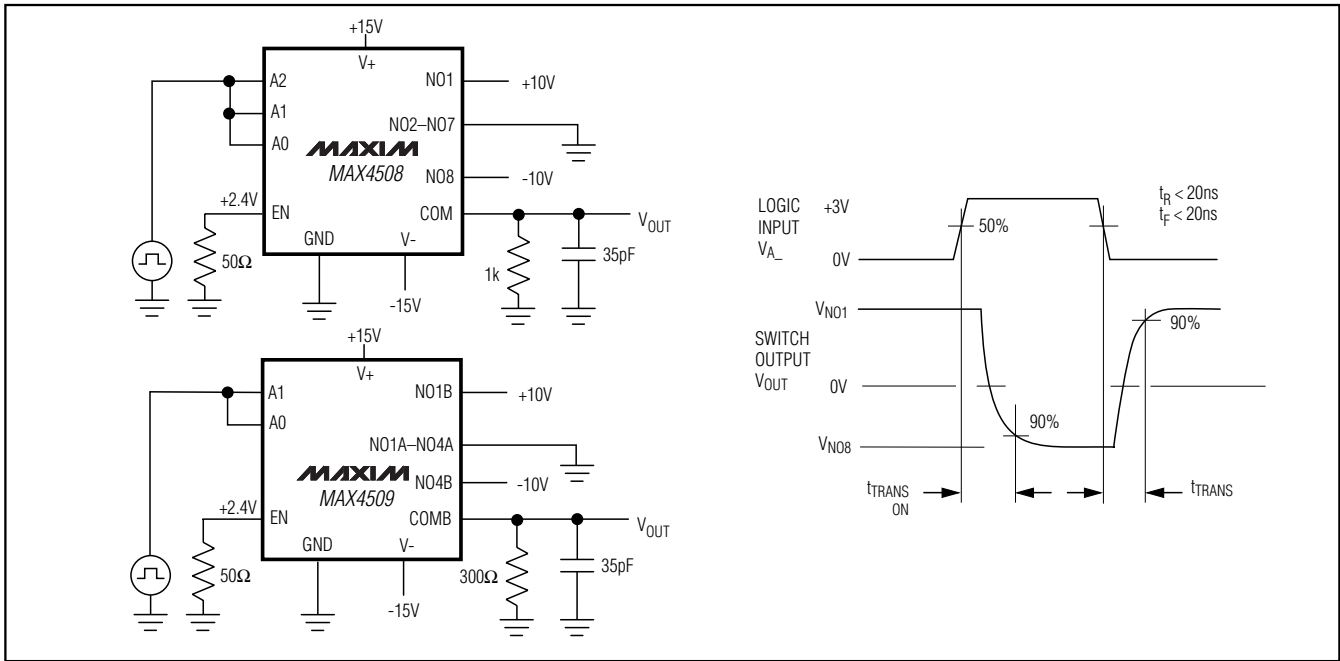 +15V
V+
A2
NO1
+10V
A1
NO2–NO7
A0
MAXIM
MAX4508
NO8
-10V
+2.4V
EN
COM
VOUT
GND
V-
50Ω
1k
35pF
-15V
+15V
V+
A1
NO1B
+10V
A0
NO1A–NO4A
MAXIM
MAX4509
NO4B
-10V
+2.4V
EN
COMB
VOUT
GND
V-
50Ω
300Ω
35pF
-15V
LOGIC
INPUT
VA_
+3V
0V
50%
tR < 20ns
tF < 20ns
VNO1
SWITCH
OUTPUT
VOUT
0V
90%
90%
VNO8
tTRANS
ON
tTRANS